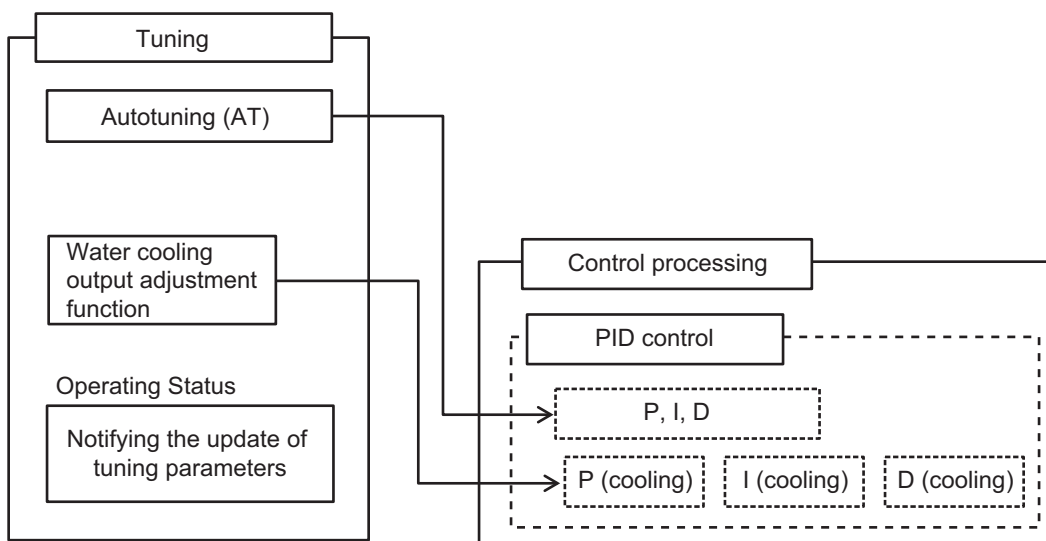 Tuning
Autotuning (AT)
Water cooling
output adjustment
function
Operating Status
Notifying the update of
tuning parameters
Control processing
PID control
P, I, D
P (cooling)
I (cooling)
D (cooling)